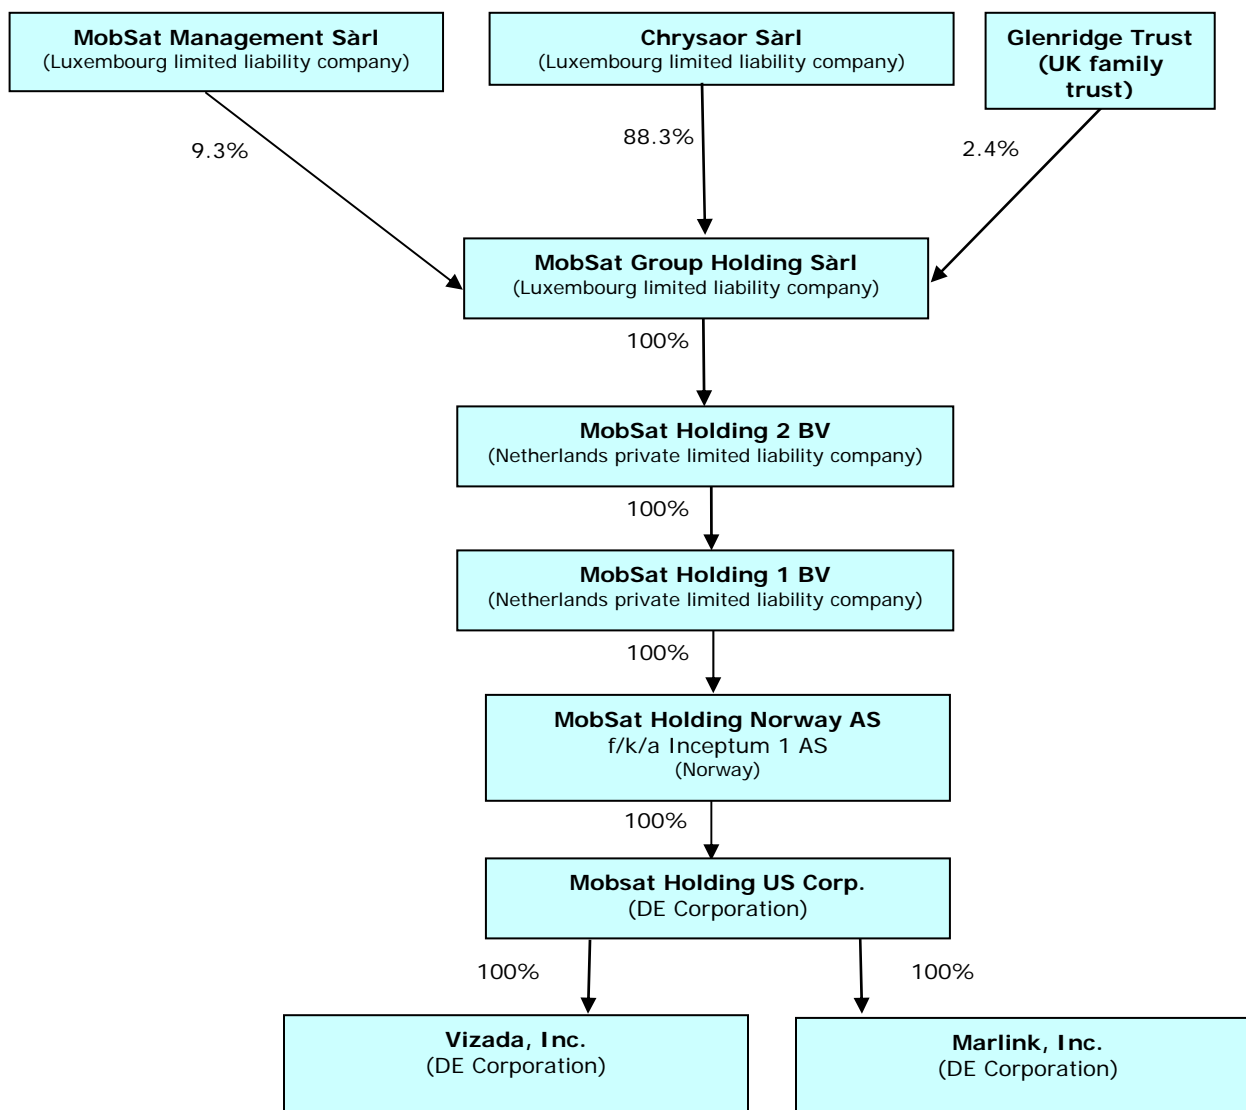 MobSat Management Sàrl
(Luxembourg limited liability company)
Chrysaor Sàrl
(Luxembourg limited liability company)
Glenridge Trust
(UK family
trust)
9.3%
88.3%
2.4%
MobSat Group Holding Sàrl
(Luxembourg limited liability company)
100%
MobSat Holding 2 BV
(Netherlands private limited liability company)
100%
MobSat Holding 1 BV
(Netherlands private limited liability company)
100%
MobSat Holding Norway AS
f/k/a Inceptum 1 AS
(Norway)
100%
Mobsat Holding US Corp.
(DE Corporation)
100%
100%
Vizada, Inc.
(DE Corporation)
Marlink, Inc.
(DE Corporation)